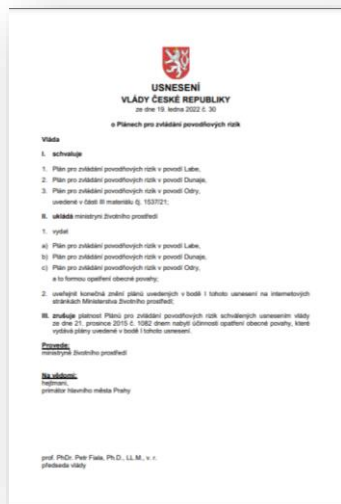 USNESENÍ
VLÁDY ČESKÉ REPUBLIKY
ze dne 19. ledna 2022 č. 30
o Plánech pro zvládání povodňových rizik
Vláda
I. schvaluje
1. Plán pro zvládání povodňových rizik v povodí Labe,
2. Plán pro zvládání povodňových rizik v povodí Dunaje,
3. Plán pro zvládání povodňových rizik v povodí Odry,
uvedené v části III materiálu čj. 1537/21;
II. ukládá ministryni životního prostředí
1. vydat
a) Plán pro zvládání povodňových rizik v povodí Labe,
b) Plán pro zvládání povodňových rizik v povodí Dunaje,
c) Plán pro zvládání povodňových rizik v povodí Odry,
a to formou opatření obecné povahy;
2. uveřejnit konečná znění plánů uvedených v bodě I tohoto usnesení na internetových
stránkách Ministerstva životního prostředí;
III. zrušuje platnost Plánů pro zvládání povodňových rizik schválených usnesením vlády
ze dne 21. prosince 2015 č. 1082 dnem nabytí účinnosti opatření obecné povahy, které
vydává plány uvedené v bodě I tohoto usnesení.
Provede:
ministryně životního prostředí
Na vědomí:
hejtmani,
primátor hlavního města Prahy
prof. PhDr. Petr Fiala, Ph.D., LL.M., v. r.
předseda vlády